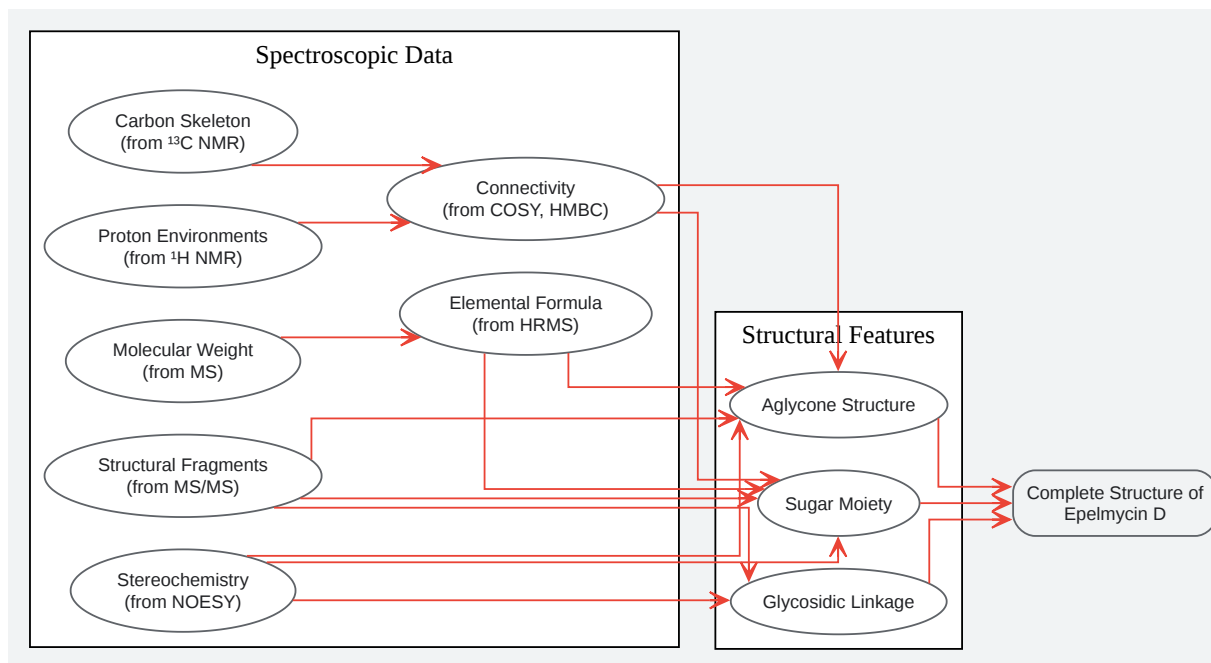 Spectroscopic Data
Carbon Skeleton
(from ¹³C NMR)
Connectivity
(from COSY, HMBC)
Proton Environments
(from ¹H NMR)
Elemental Formula
(from HRMS)
Molecular Weight
(from MS)
Structural Fragments
(from MS/MS)
Stereochemistry
(from NOESY)
Structural Features
Aglycone Structure
Sugar Moiety
Glycosidic Linkage
Complete Structure of
Epelmycin D